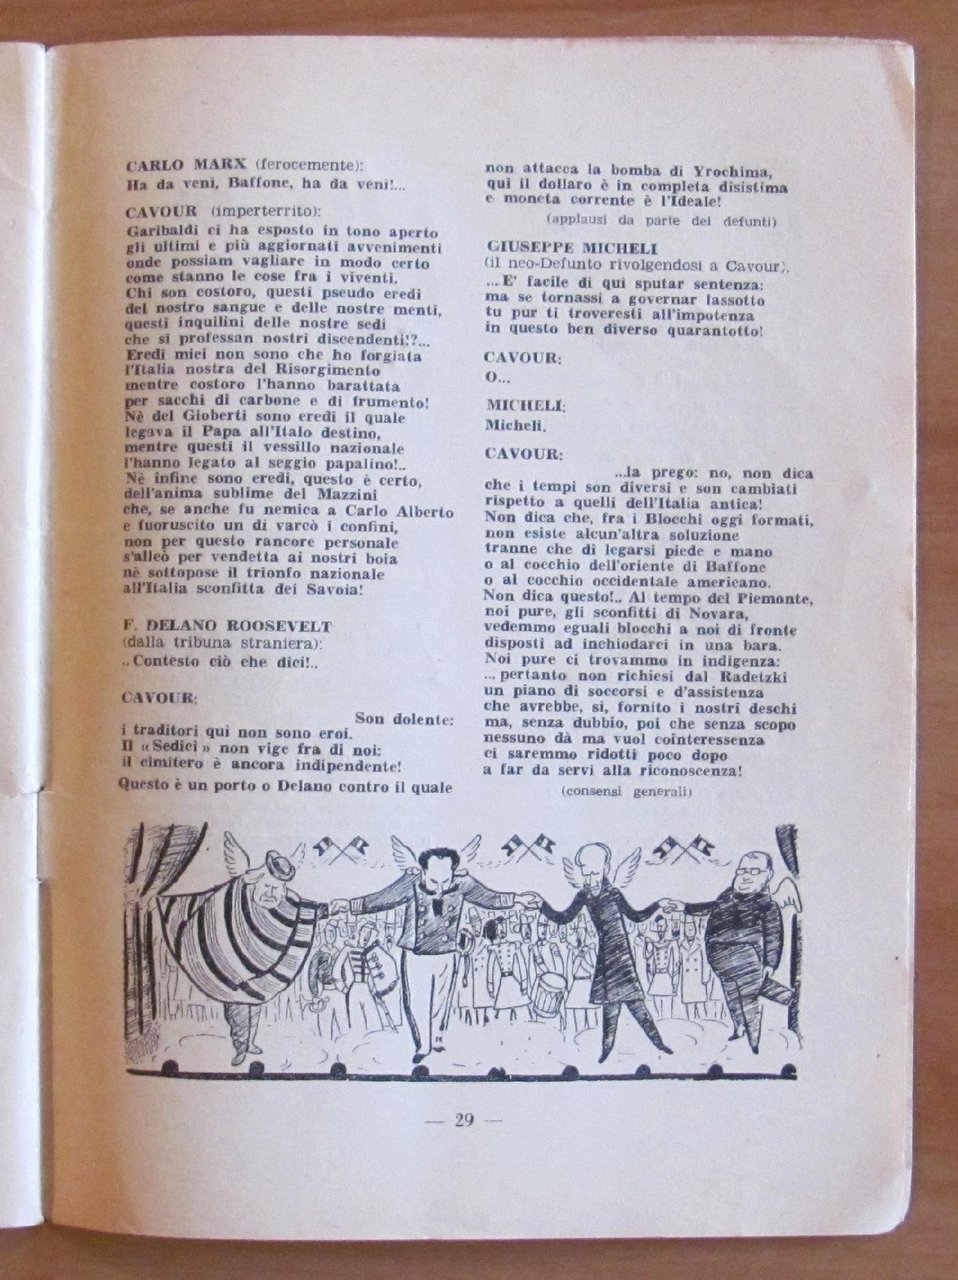 CARLO MARX (ferocemente):
Ha da venì, Baffone, ha da venì!...
CAVOUR (imperterrito):
Garibaldi ci ha esposto in tono aperto
gli ultimi e più aggiornati avvenimenti
onde possiam vagliare in modo certo
come stanno le cose fra i viventi.
Chi son costoro, questi pseudo eredi
del nostro sangue e delle nostre menti,
questi inquilini delle nostre sedi
che si professan nostri discendenti!?...
Eredi miei non sono che ho forgiata
l'Italia nostra del Risorgimento
mentre costoro l'hanno barattata
per sacchi di carbone e di frumento!
Nè del Gioberti sono eredi il quale
legava il Papa all'Italo destino,
mentre questi il vessillo nazionale
l'hanno legato al seggio papalino!..
Nè infine sono eredi, questo è certo,
dell'anima sublime del Mazzini
che, se anche fu nemica a Carlo Alberto
e fuoruscito un dì varcò i confini,
non per questo rancore personale
s'alleò per vendetta ai nostri boia
nè sottopose il trionfo nazionale
all'Italia sconfitta dei Savoia!
F. DELANO ROOSEVELT
(dalla tribuna straniera):
..Contesto ciò che dici!..
CAVOUR:
Son dolente:
i traditori qui non sono eroi.
Il «Sedici» non vige fra di noi:
il cimitero è ancora indipendente!
Questo è un porto o Delano contro il quale
non attacca la bomba di Yrochima,
qui il dollaro è in completa disistima
e moneta corrente è l'Ideale!
(applausi da parte dei defunti)
GIUSEPPE MICHELI
(il neo-Defunto rivolgendosi a Cavour).
...E' facile di qui sputar sentenza:
ma se tornassi a governar lassotto
tu pur ti troveresti all'impotenza
in questo ben diverso quarantotto!
CAVOUR:
O...
MICHELI:
Micheli.
CAVOUR:
...la prego: no, non dica
che i tempi son diversi e son cambiati
rispetto a quelli dell'Italia antica!
Non dica che, fra i Blocchi oggi formati,
non esiste alcun'altra soluzione
tranne che di legarsi piede e mano
o al cocchio dell'oriente di Baffone
o al cocchio occidentale americano.
Non dica questo!.. Al tempo del Piemonte,
noi pure, gli sconfitti di Novara,
vedemmo eguali blocchi a noi di fronte
disposti ad inchiodarci in una bara.
Noi pure ci trovammo in indigenza:
...pertanto non richiesi dal Radetzki
un piano di soccorsi e d'assistenza
che avrebbe, sì, fornito i nostri deschi
ma, senza dubbio, poi che senza scopo
nessuno dà ma vuol cointeressenza
ci saremmo ridotti poco dopo
a far da servi alla riconoscenza!
(consensi generali)
— 29 —